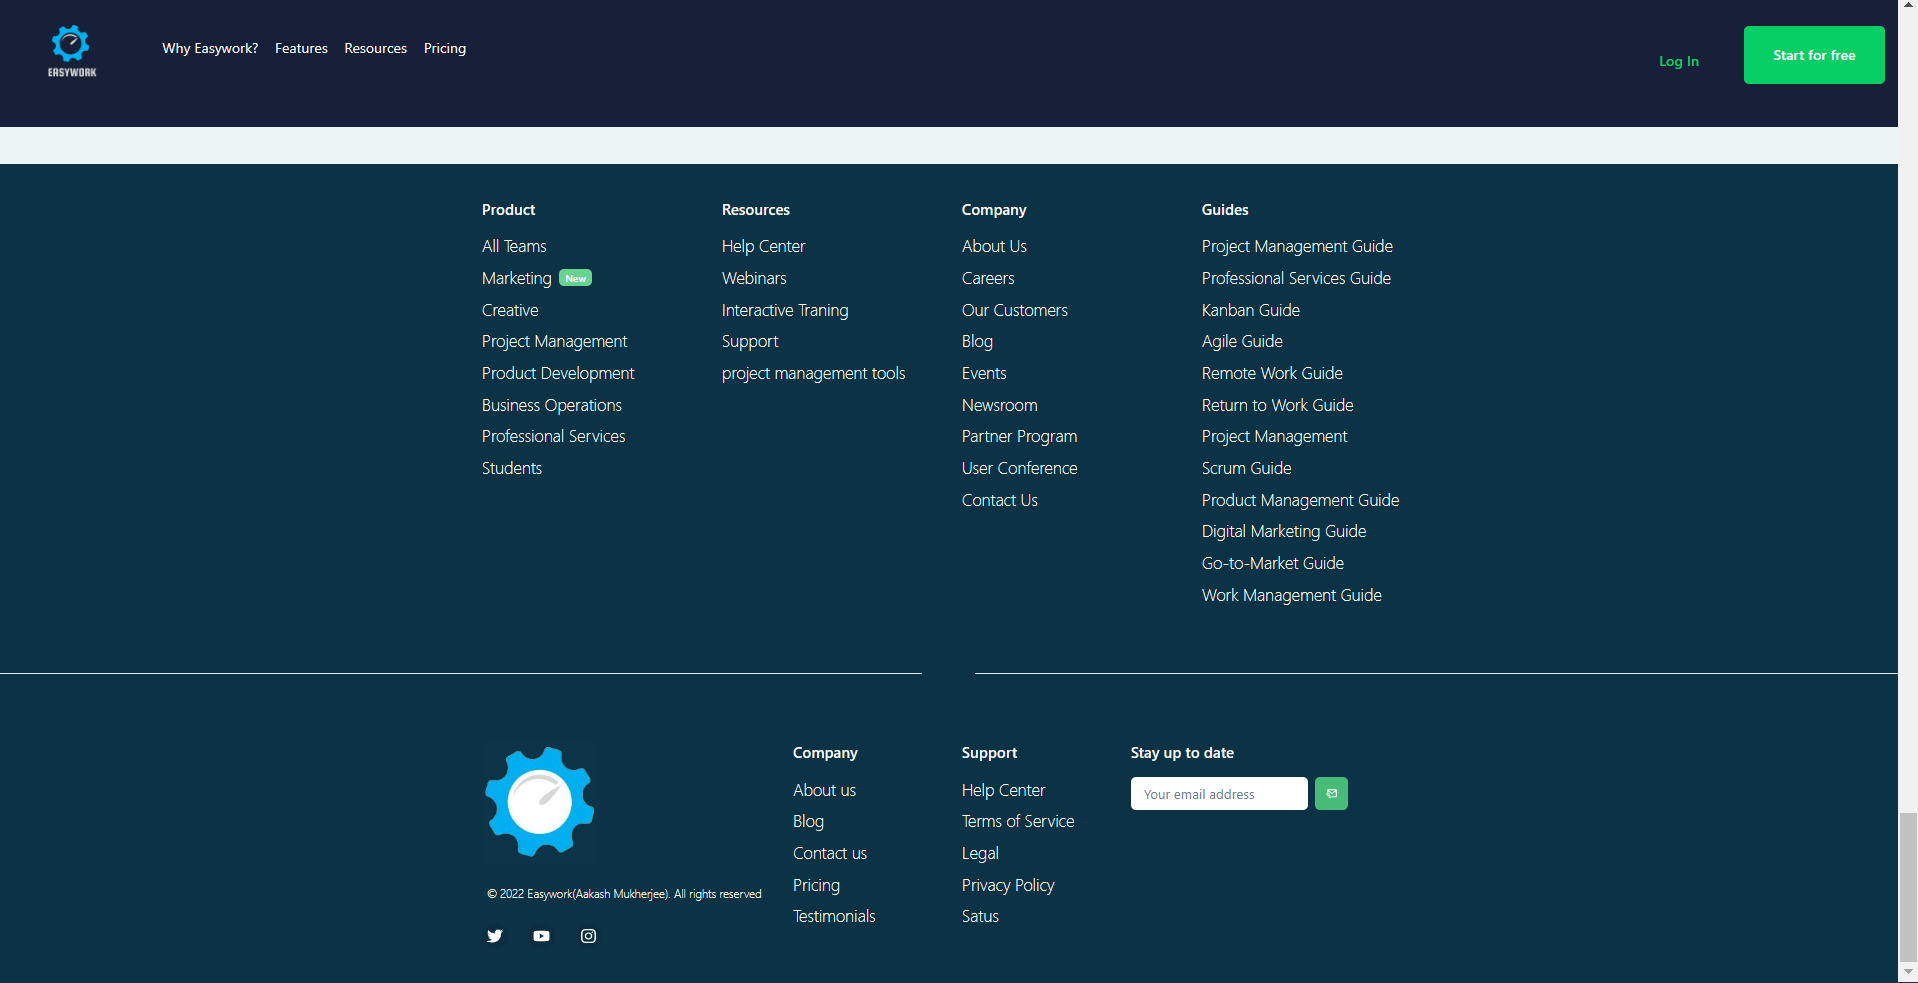 EASYWORK
Why Easywork? Features Resources Pricing
Log In
Start for free
Product
All Teams
Marketing New
Creative
Project Management
Product Development
Business Operations
Professional Services
Students
Resources
Help Center
Webinars
Interactive Traning
Support
project management tools
Company
About Us
Careers
Our Customers
Blog
Events
Newsroom
Partner Program
User Conference
Contact Us
Guides
Project Management Guide
Professional Services Guide
Kanban Guide
Agile Guide
Remote Work Guide
Return to Work Guide
Project Management
Scrum Guide
Product Management Guide
Digital Marketing Guide
Go-to-Market Guide
Work Management Guide
© 2022 Easywork(Aakash Mukherjee). All rights reserved
Company
About us
Blog
Contact us
Pricing
Testimonials
Support
Help Center
Terms of Service
Legal
Privacy Policy
Satus
Stay up to date
Your email address